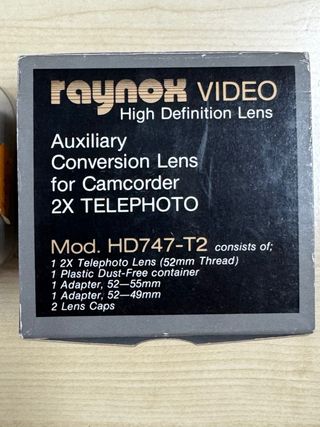 raynox VIDEO
High Definition Lens
Auxiliary
Conversion Lens
for Camcorder
2X TELEPHOTO
Mod. HD747-T2 consists of;
1 2X Telephoto Lens (52mm Thread)
1 Plastic Dust-Free container
1 Adapter, 52—55mm
1 Adapter, 52—49mm
2 Lens Caps